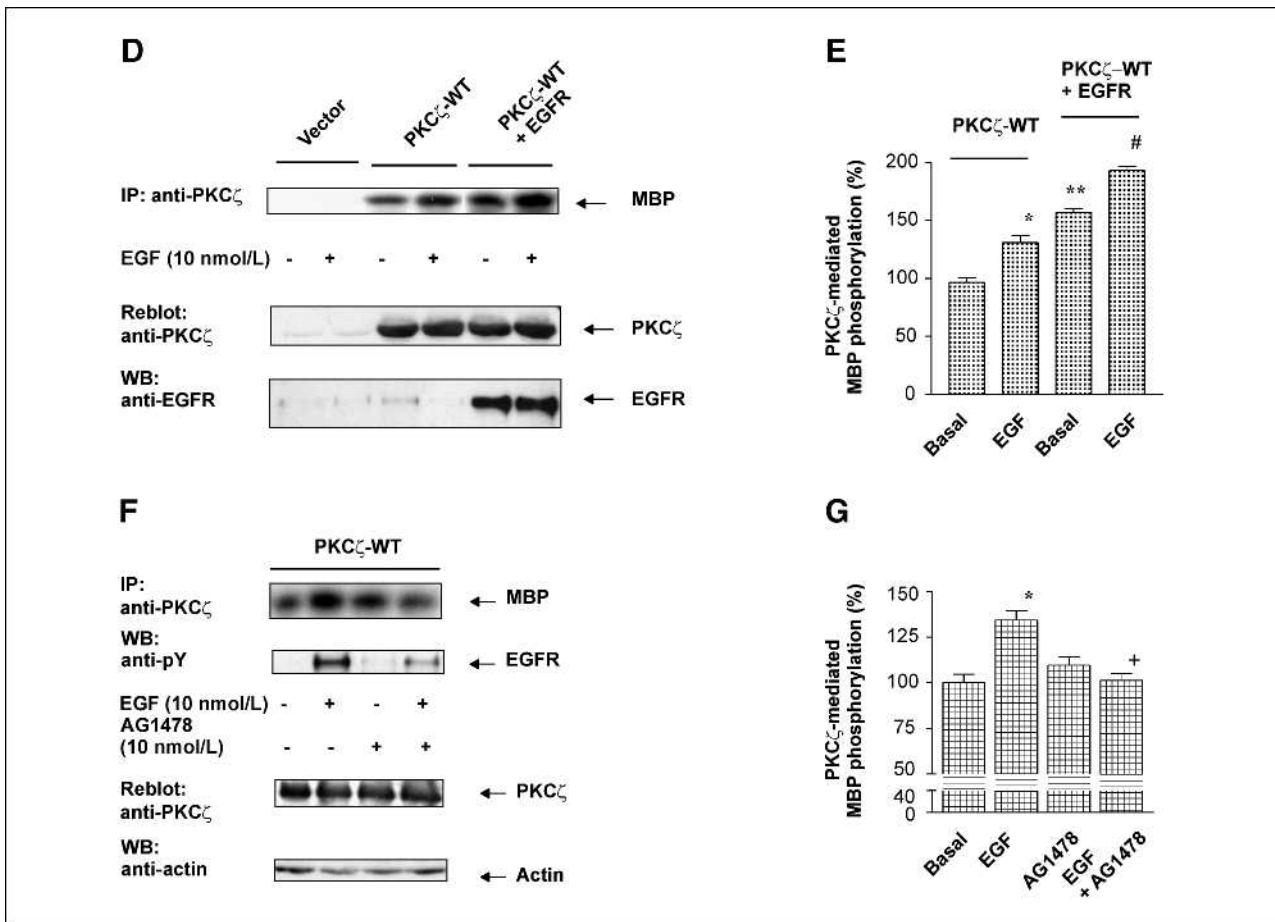 D
Vector
PKCζ-WT
PKCζ-WT
+ EGFR
IP: anti-PKCζ
MBP
EGF (10 nmol/L) - + - + - +
Reblot:
anti-PKCζ
PKCζ
WB:
anti-EGFR
EGFR
E
PKCζ–WT
+ EGFR
PKCζ-WT
PKCζ-mediated
MBP phosphorylation (%)
200
150
100
50
0
*
**
#
Basal
EGF
Basal
EGF
F
PKCζ-WT
IP:
anti-PKCζ
MBP
WB:
anti-pY
EGFR
EGF (10 nmol/L) - + - +
AG1478
(10 nmol/L) - - + +
Reblot:
anti-PKCζ
PKCζ
WB:
anti-actin
Actin
G
PKCζ-mediated
MBP phosphorylation (%)
150
125
100
75
50
40
0
*
+
Basal
EGF
AG1478
EGF
+ AG1478